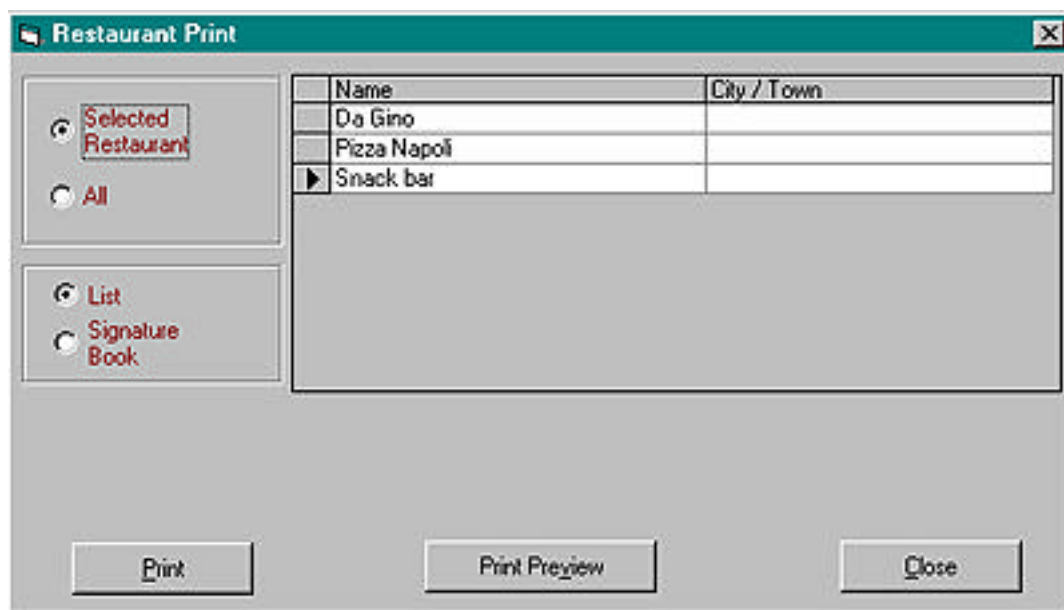 Restaurant Print
Selected
Restaurant
All
List
Signature
Book
Name City / Town
Da Gino
Pizza Napoli
Snack bar
Print Print Preview Close